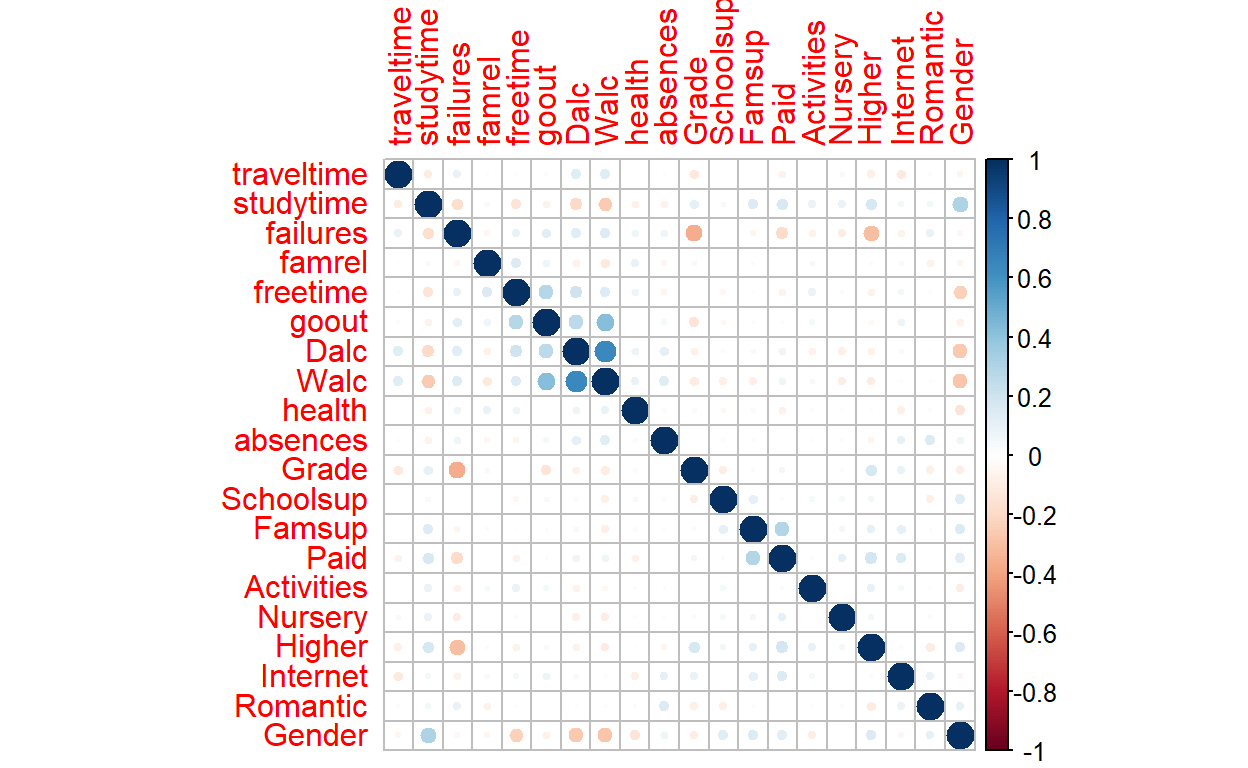 traveltime
studytime
failures
famrel
freetime
goout
Dalc
Walc
health
absences
Grade
Schoolsup
Famsup
Paid
Activities
Nursery
Higher
Internet
Romantic
Gender
traveltime
studytime
failures
famrel
freetime
goout
Dalc
Walc
health
absences
Grade
Schoolsup
Famsup
Paid
Activities
Nursery
Higher
Internet
Romantic
Gender
1
0.8
0.6
0.4
0.2
0
-0.2
-0.4
-0.6
-0.8
-1